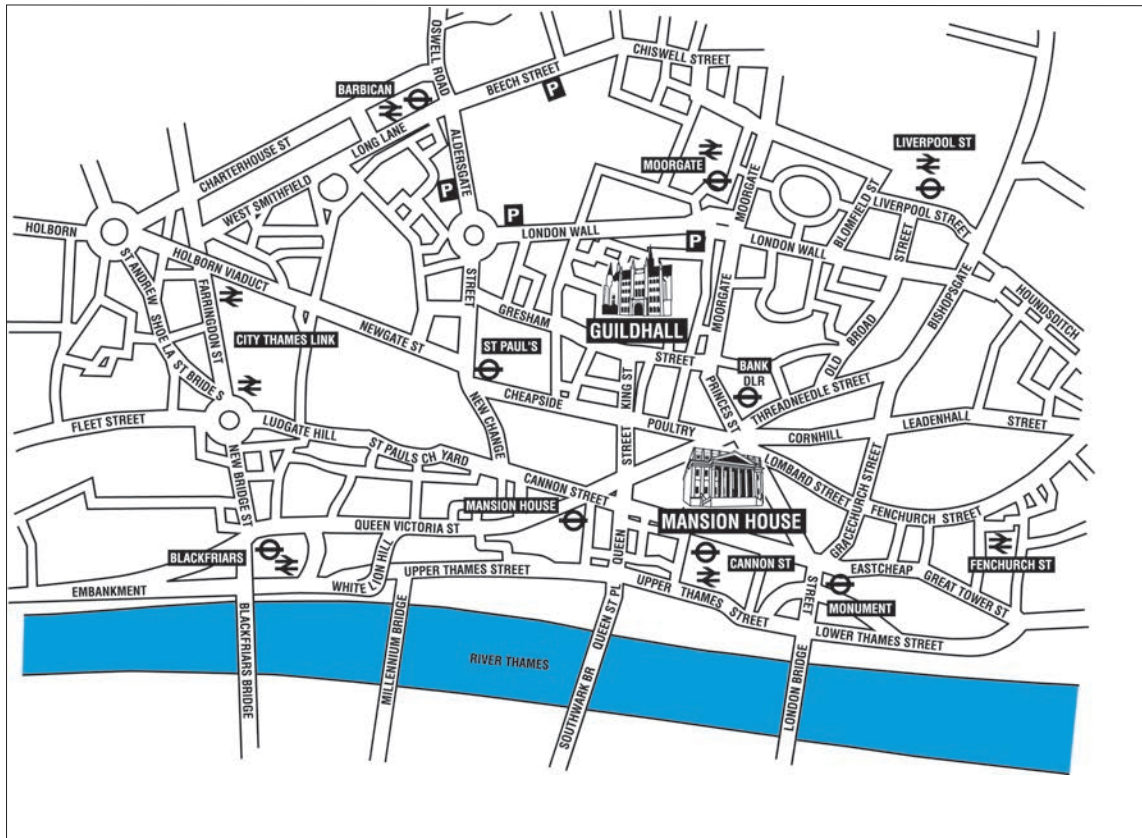 OSWELL ROAD
CHISWELL STREET
BEECH STREET
BARBICAN
P
LONG LANE
CHARTERHOUSE ST
ALDERSGATE
STREET
WEST SMITHFIELD
P
P
MOORGATE
MOORGATE
LIVERPOOL ST
BLOMFIELD ST
LIVERPOOL STREET
STREET
HOLBORN
HOLBORN VIADUCT
LONDON WALL
P
LONDON WALL
ST ANDREW
SHOE LA
ST BRIDE S
FARRINGDON ST
CITY THAMES LINK
NEWGATE ST
GRESHAM
STREET
GUILDHALL
MOORGATE
OLD
BROAD
BISHOPSGATE
HOUNDSDITCH
ST PAUL'S
BANK
DLR
CHEAPSIDE
KING ST
STREET
PRINCES ST
THREADNEEDLE STREET
POULTRY
CORNHILL
LEADENHALL
STREET
FLEET STREET
LUDGATE HILL
ST PAULS CH YARD
NEW CHANGE
CANNON STREET
LOMBARD STREET
FENCHURCH STREET
GRACECHURCH STREET
NEW BRIDGE ST
QUEEN VICTORIA ST
MANSION HOUSE
MANSION HOUSE
QUEEN
BLACKFRIARS
CANNON ST
EASTCHEAP
FENCHURCH ST
GREAT TOWER ST
MONUMENT
STREET
EMBANKMENT
WHITE LION HILL
UPPER THAMES STREET
UPPER THAMES STREET
LOWER THAMES STREET
QUEEN ST PL
BLACKFRIARS BRIDGE
MILLENNIUM BRIDGE
RIVER THAMES
SOUTHWARK BR
LONDON BRIDGE